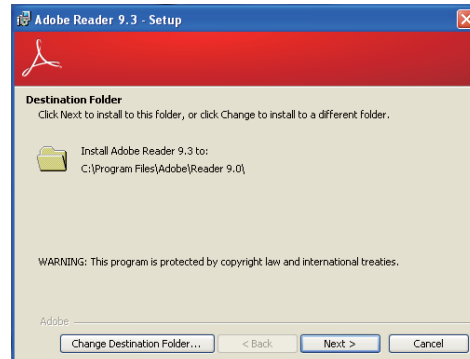 Adobe Reader 9.3 - Setup
Destination Folder
Click Next to install to this folder, or click Change to install to a different folder.
Install Adobe Reader 9.3 to:
C:\Program Files\Adobe\Reader 9.0\
WARNING: This program is protected by copyright law and international treaties.
Adobe
Change Destination Folder... < Back Next > Cancel